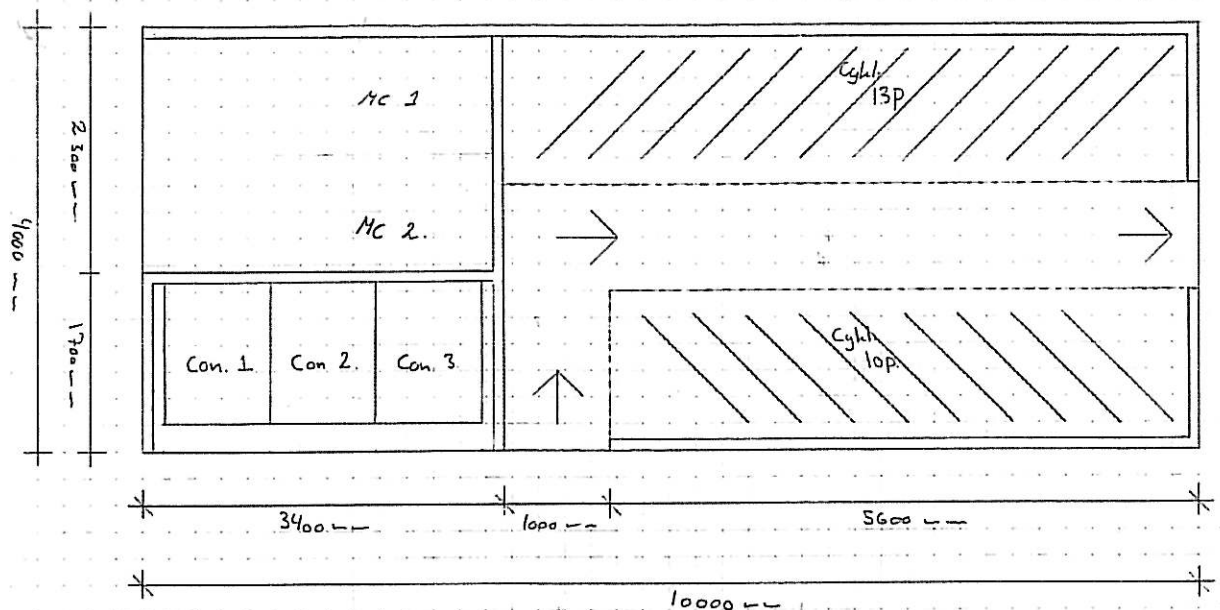 MC 1
Cykl.
13p
MC 2.
Con. 1
Con 2.
Con. 3
Cykl.
10p.
2300 mm
1700 mm
4000 mm
3400 mm
1000 mm
5600 mm
10000 mm